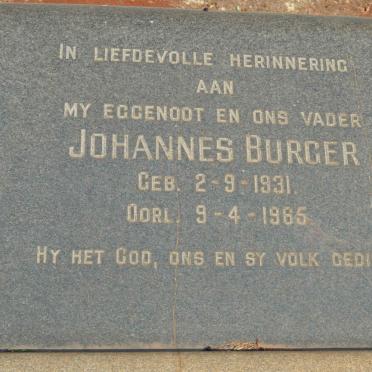 IN LIEFDEVOLLE HERINNERING
AAN
MY EGGENOOT EN ONS VADER
JOHANNES BURGER
GEB. 2-9-1931.
OORL. 9-4-1965
HY HET GOD, ONS EN SY VOLK GEDI